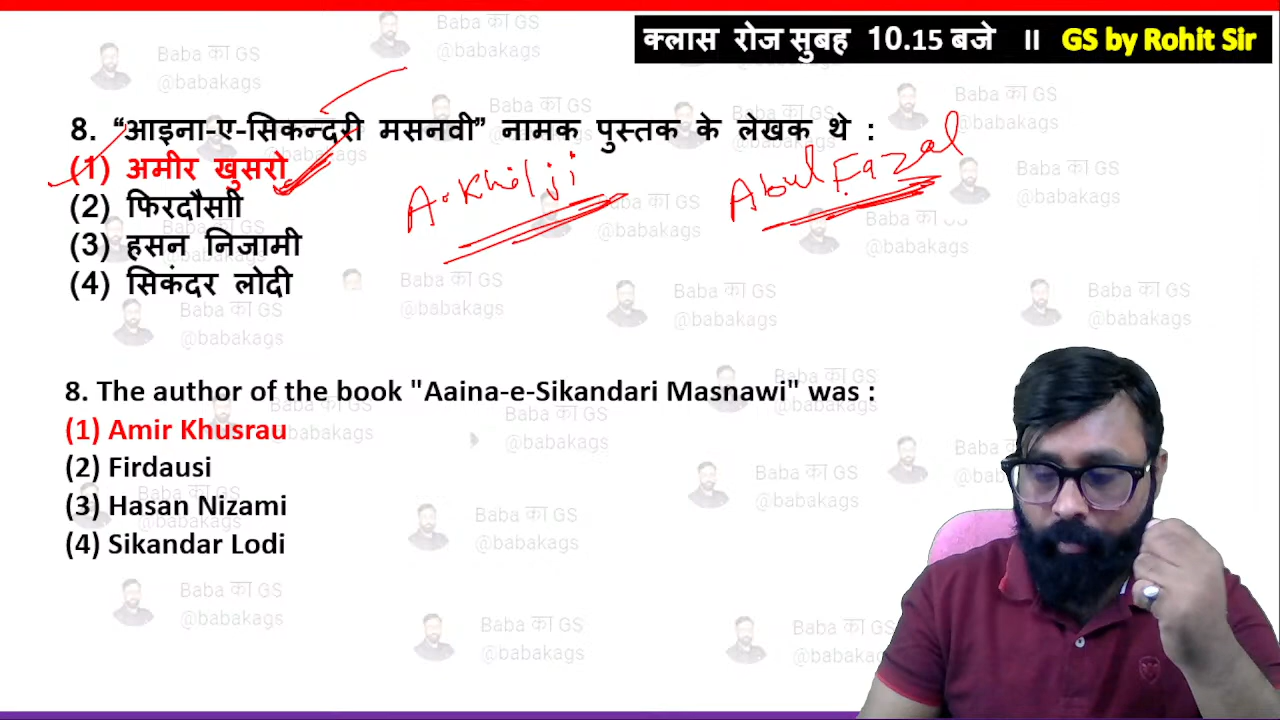 क्लास रोज सुबह 10.15 बजे ॥ GS by Rohit Sir
8. “आइना-ए-सिकन्दरी मसनवी” नामक पुस्तक के लेखक थे :
(1) अमीर खुसरो
(2) फिरदौसाी
(3) हसन निजामी
(4) सिकंदर लोदी
A. Khilji
Abul Fazal
8. The author of the book "Aaina-e-Sikandari Masnawi" was :
(1) Amir Khusrau
(2) Firdausi
(3) Hasan Nizami
(4) Sikandar Lodi
Baba का GS
@babakags